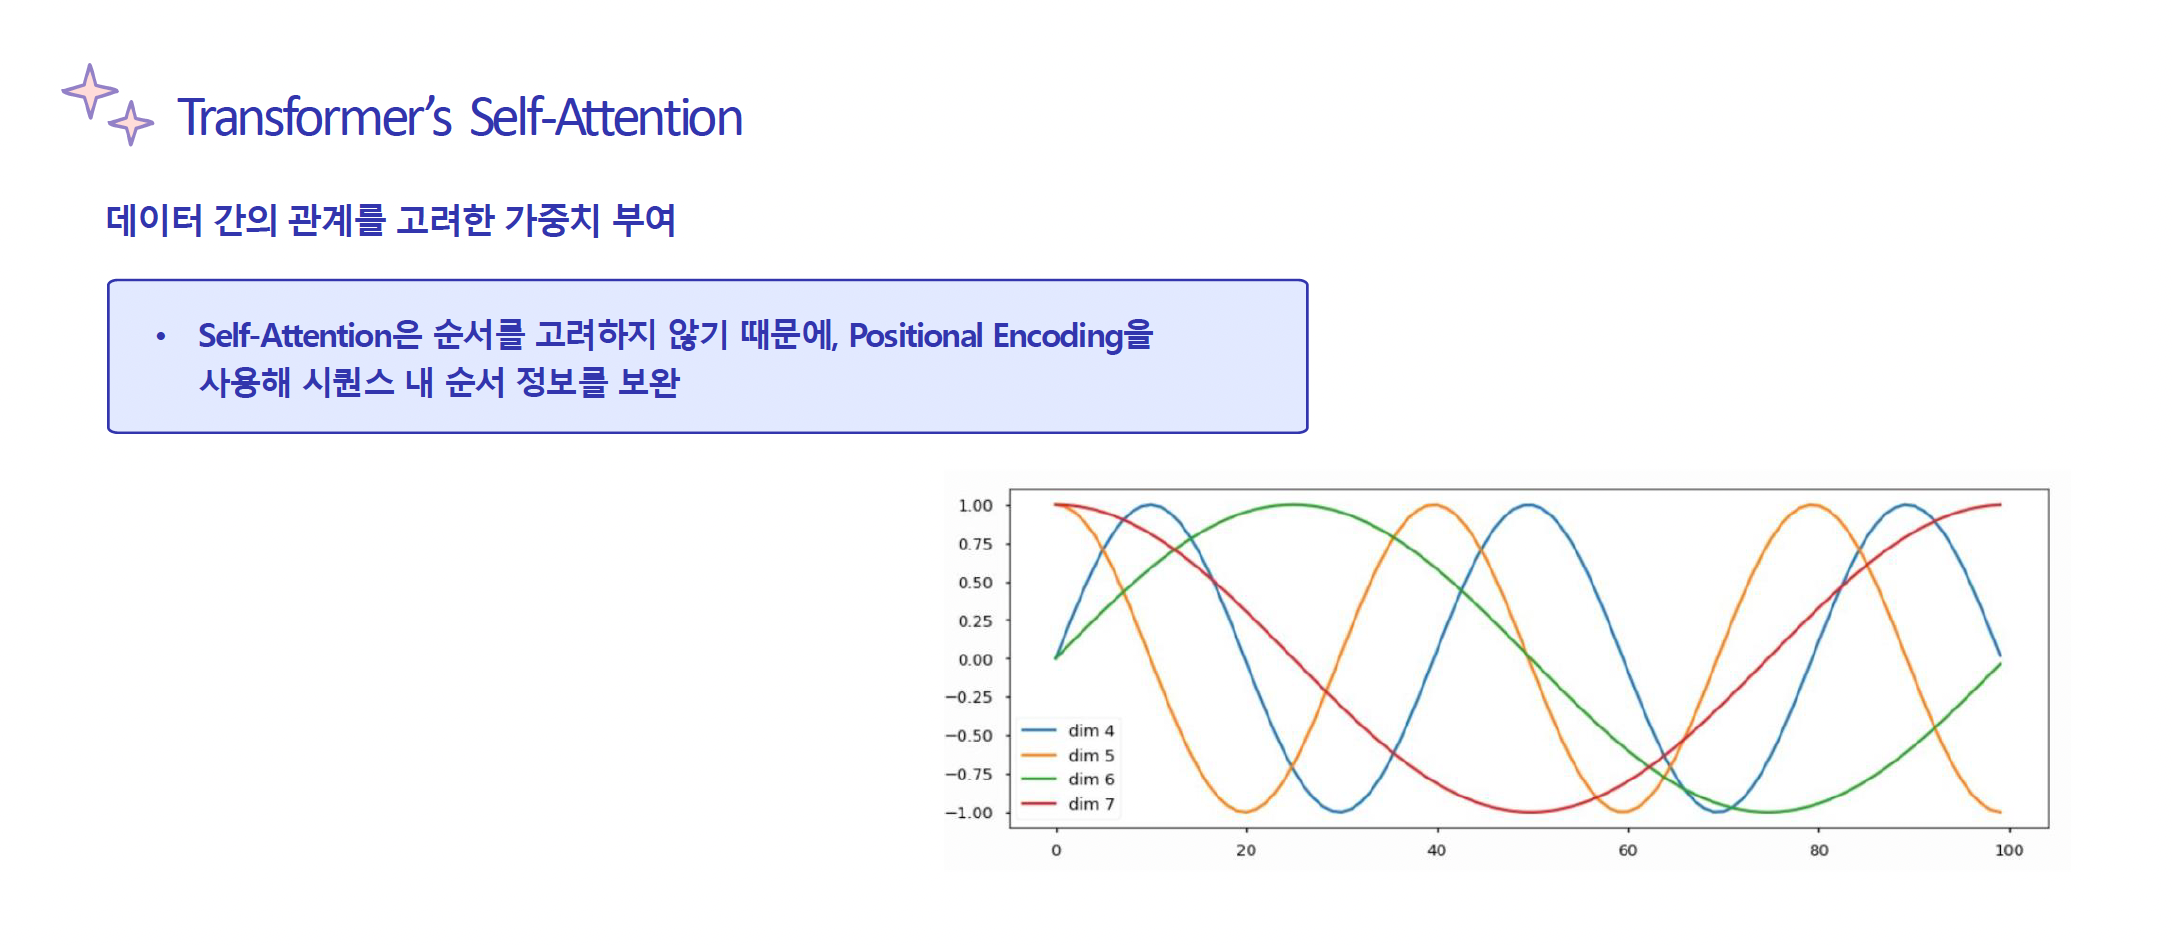 Transformer’s Self-Attention
데이터 간의 관계를 고려한 가중치 부여
• Self-Attention은 순서를 고려하지 않기 때문에, Positional Encoding을
사용해 시퀀스 내 순서 정보를 보완
1.00
0.75
0.50
0.25
0.00
−0.25
−0.50
−0.75
−1.00
dim 4
dim 5
dim 6
dim 7
0 20 40 60 80 100